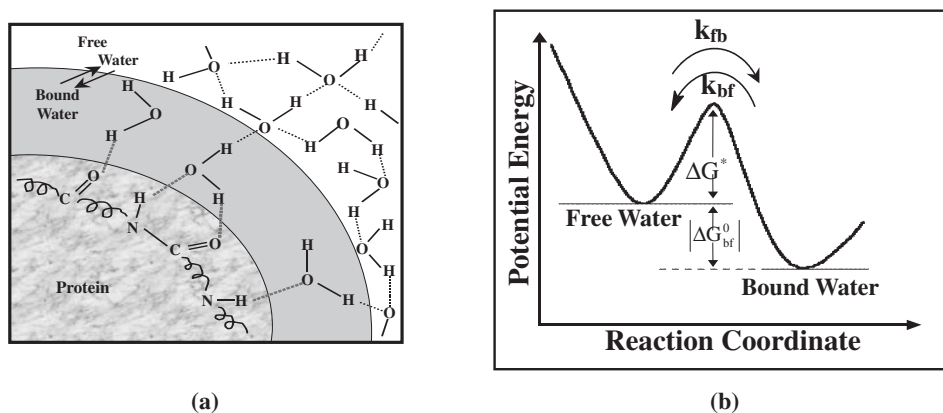 Free
Water
Bound
Water
H O H H H
H O H
H H O H
H O O H H
H O H
H O H
C O H O
H H
N C O H
O H
H
Protein
O H
N H H
O
(a)
k_fb
k_bf
Potential Energy
ΔG*
Free Water
|ΔG⁰_bf|
Bound Water
Reaction Coordinate
(b)